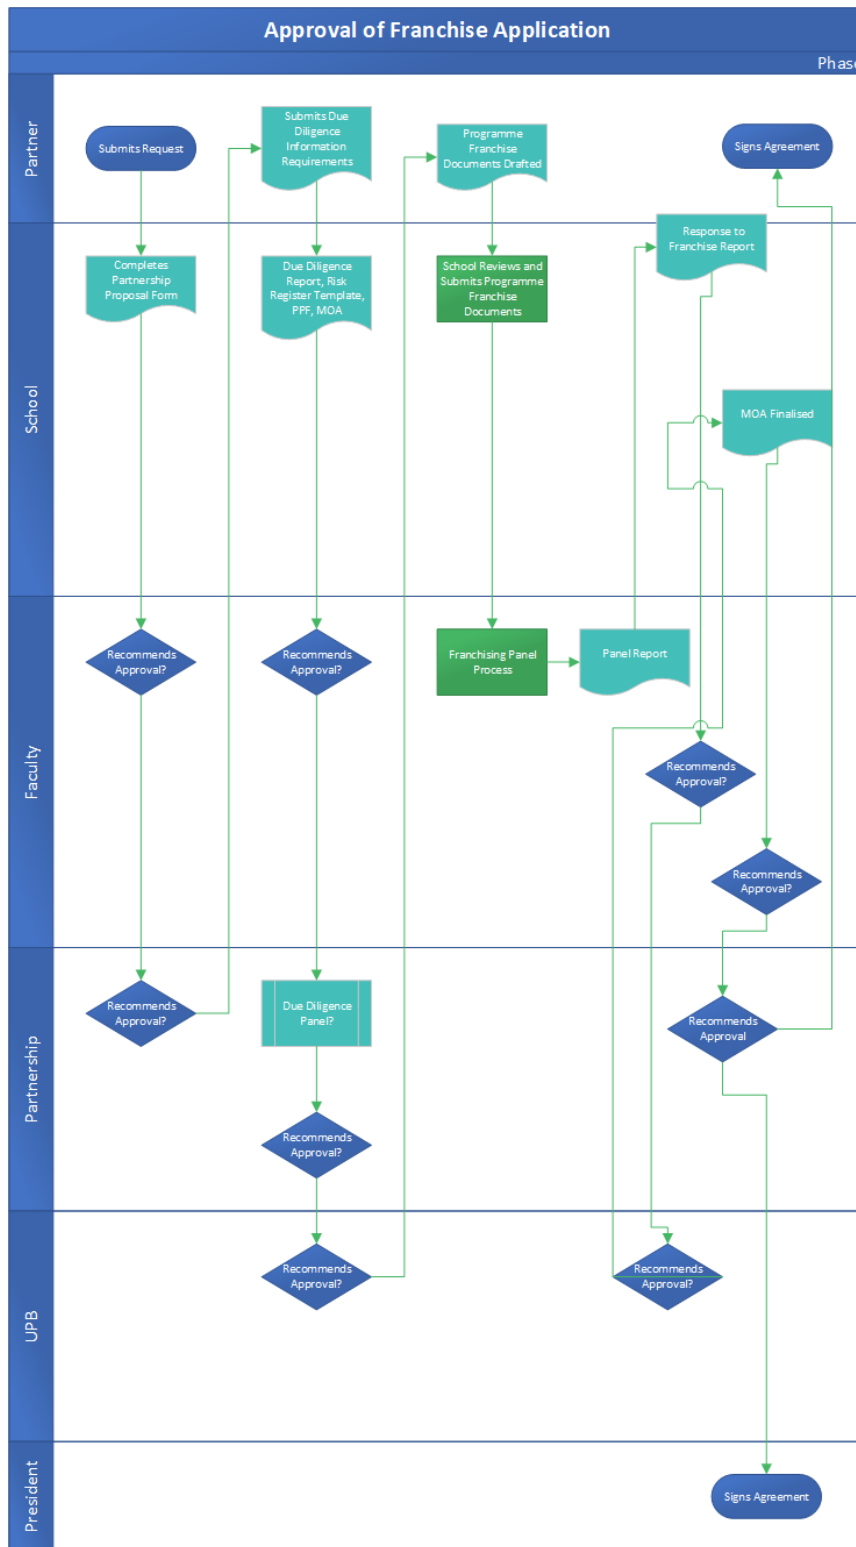 Approval of Franchise Application
Phase
Partner
Submits Request
Submits Due
Diligence
Information
Requirements
Programme
Franchise
Documents Drafted
Signs Agreement
School
Completes
Partnership
Proposal Form
Due Diligence
Report, Risk
Register Template,
PPF, MOA
School Reviews and
Submits Programme
Franchise
Documents
Response to
Franchise Report
MOA Finalised
Faculty
Recommends
Approval?
Recommends
Approval?
Franchising Panel
Process
Panel Report
Recommends
Approval?
Recommends
Approval?
Partnership
Recommends
Approval?
Due Diligence
Panel?
Recommends
Approval
Recommends
Approval?
UPB
Recommends
Approval?
Recommends
Approval?
President
Signs Agreement